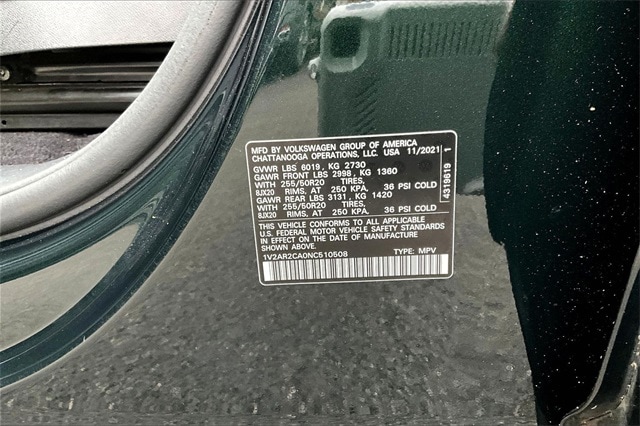 MFD BY VOLKSWAGEN GROUP OF AMERICA
CHATTANOOGA OPERATIONS, LLC. USA 11/2021
GVWR LBS 6019, KG 2730
GAWR FRONT LBS 2998, KG 1360
WITH 255/50R20 TIRES,
8JX20 RIMS, AT 250 KPA, 36 PSI COLD
GAWR REAR LBS 3131, KG 1420
WITH 255/50R20 TIRES,
8JX20 RIMS, AT 250 KPA, 36 PSI COLD
THIS VEHICLE CONFORMS TO ALL APPLICABLE
U.S. FEDERAL MOTOR VEHICLE SAFETY STANDARDS
IN EFFECT ON THE DATE OF MANUFACTURE
SHOWN ABOVE.
1V2AR2CA0NC510508 TYPE: MPV
4319619 1